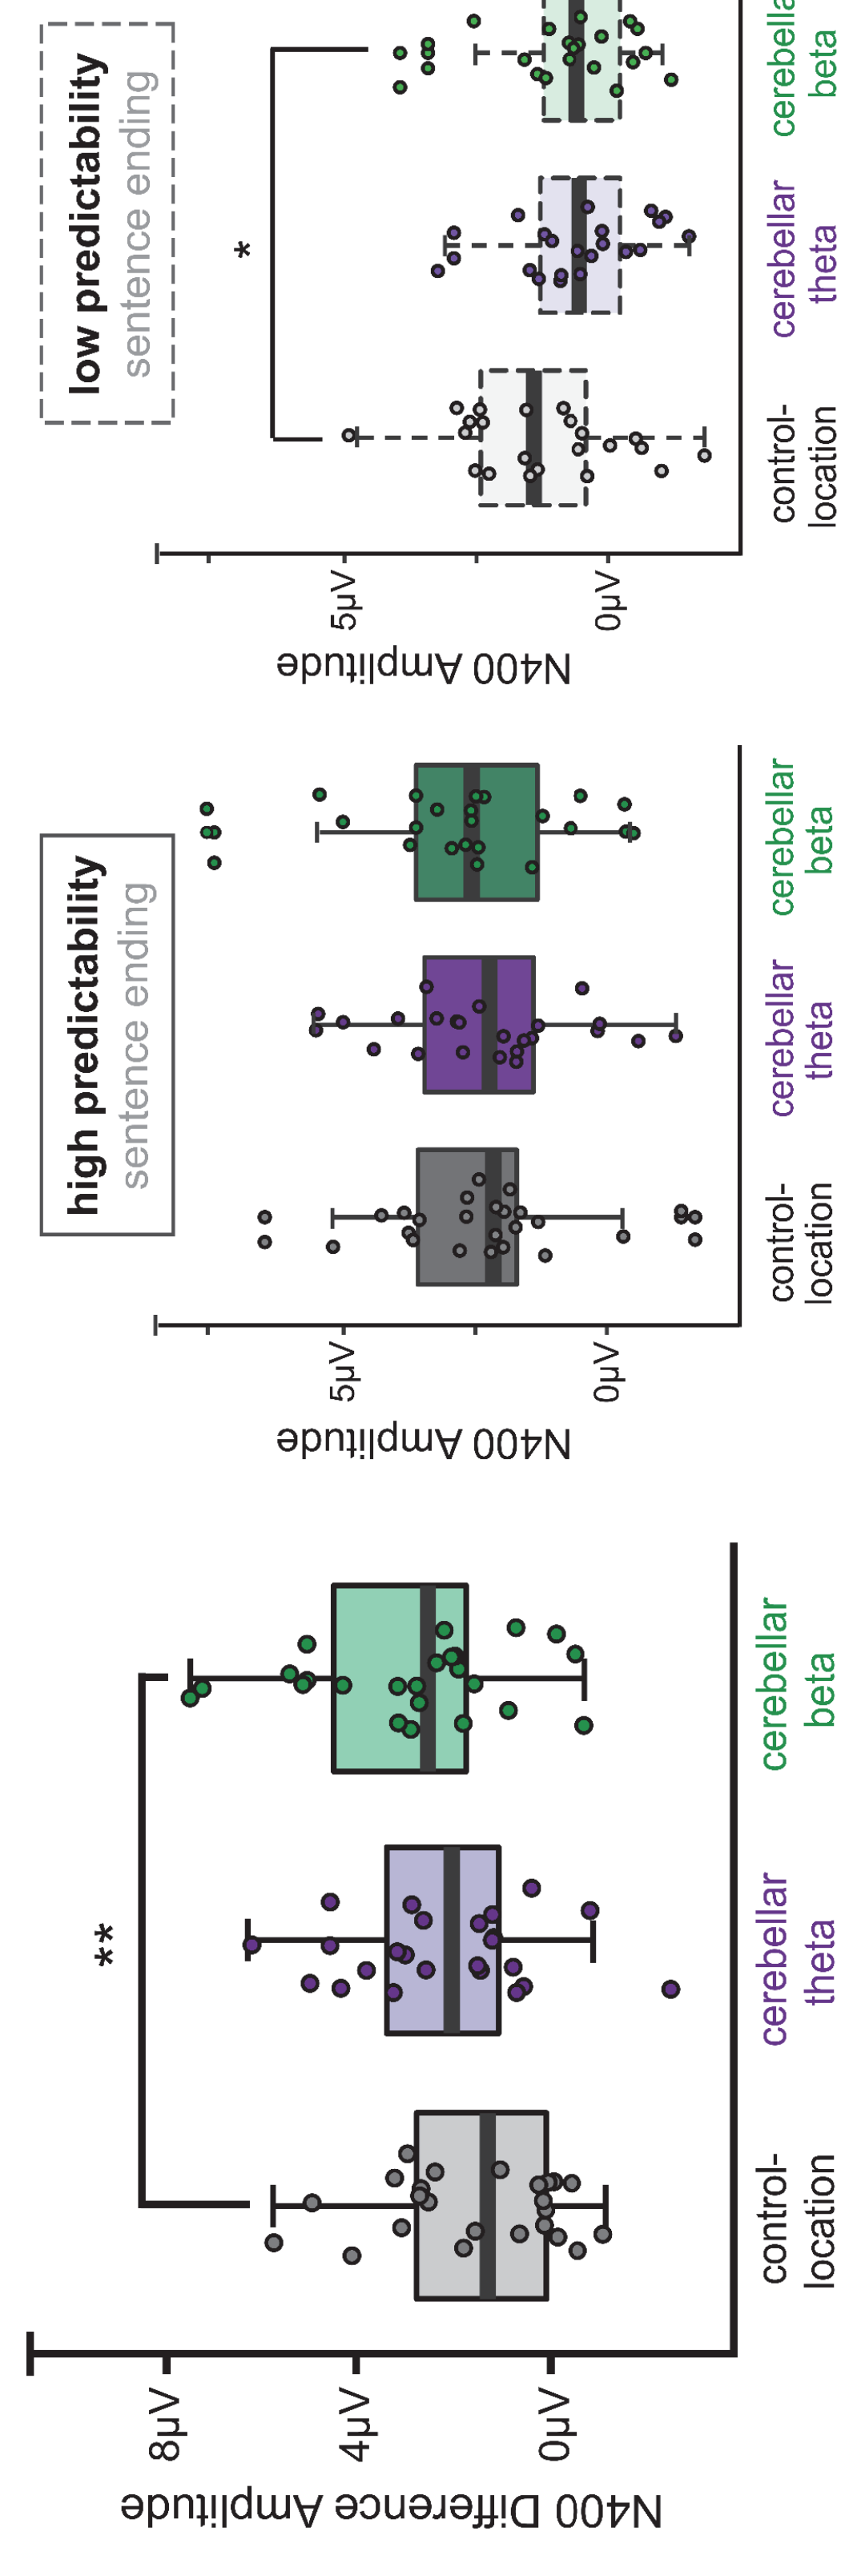 N400 Difference Amplitude
8µV
4µV
0µV
**
control-
location
cerebellar
theta
cerebellar
beta
high predictability
sentence ending
N400 Amplitude
5µV
0µV
control-
location
cerebellar
theta
cerebellar
beta
low predictability
sentence ending
N400 Amplitude
5µV
0µV
*
control-
location
cerebellar
theta
cerebella
beta